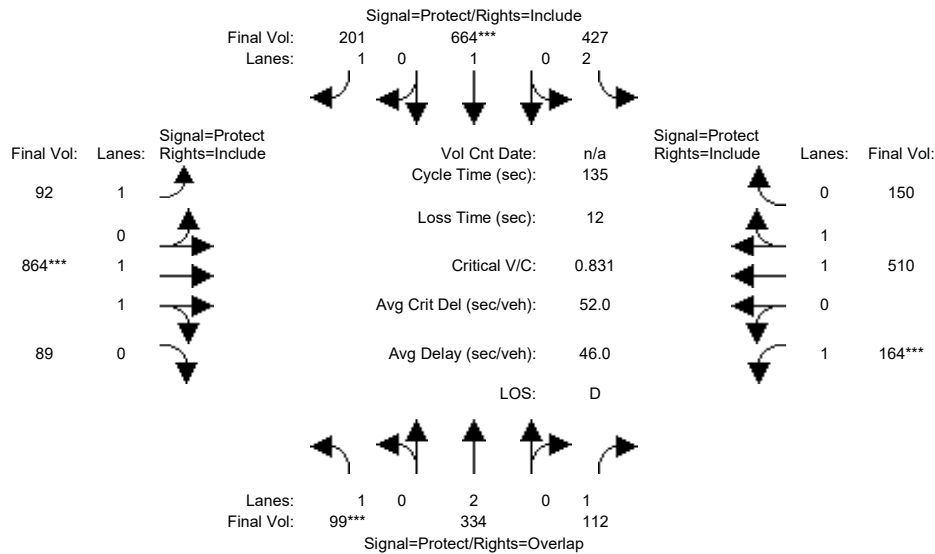 Signal=Protect/Rights=Include
Final Vol: 201 664*** 427
Lanes: 1 0 1 0 2
Signal=Protect
Final Vol: Lanes: Rights=Include
Vol Cnt Date: n/a
Signal=Protect
Rights=Include Lanes: Final Vol:
Cycle Time (sec): 135
92 1
0 150
Loss Time (sec): 12
0
1
864*** 1
Critical V/C: 0.831
1 510
1
Avg Crit Del (sec/veh): 52.0
0
89 0
Avg Delay (sec/veh): 46.0
1 164***
LOS: D
Lanes: 1 0 2 0 1
Final Vol: 99*** 334 112
Signal=Protect/Rights=Overlap